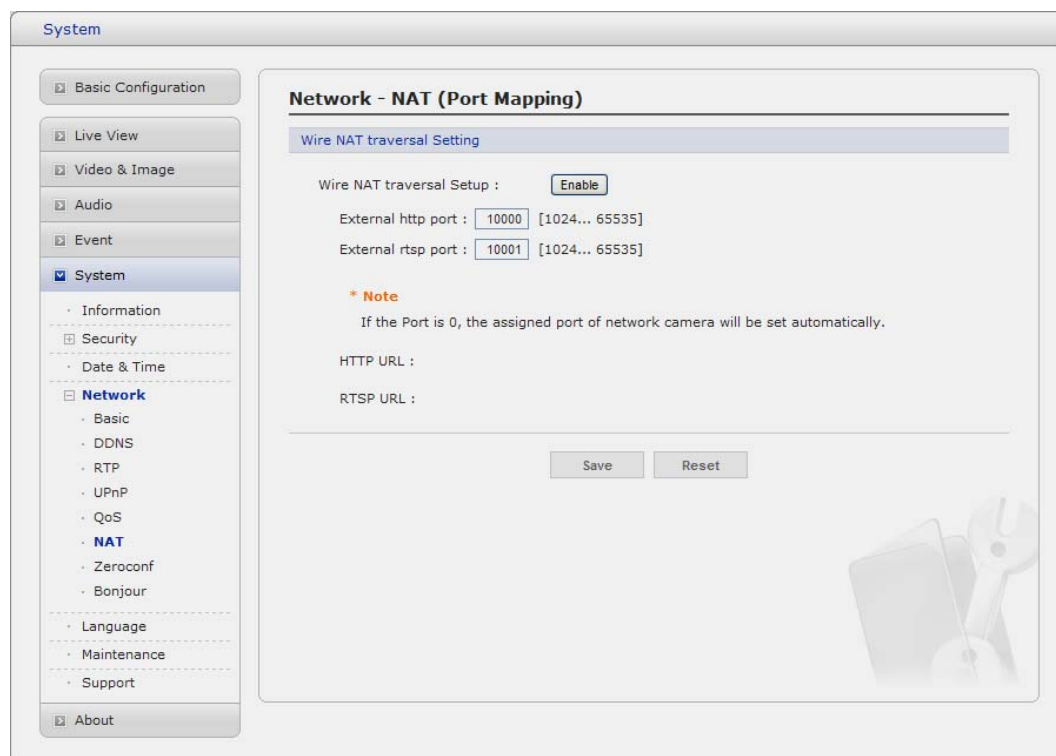 System
Basic Configuration
Live View
Video & Image
Audio
Event
System
· Information
Security
· Date & Time
Network
· Basic
· DDNS
· RTP
· UPnP
· QoS
· NAT
· Zeroconf
· Bonjour
· Language
· Maintenance
· Support
About
Network - NAT (Port Mapping)
Wire NAT traversal Setting
Wire NAT traversal Setup : Enable
External http port : 10000 [1024... 65535]
External rtsp port : 10001 [1024... 65535]
* Note
If the Port is 0, the assigned port of network camera will be set automatically.
HTTP URL :
RTSP URL :
Save Reset